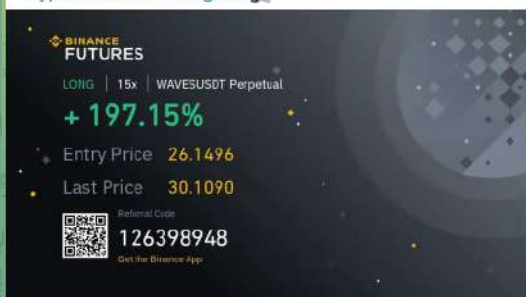 BINANCE
FUTURES
LONG | 15x | WAVESUSDT Perpetual
+ 197.15%
Entry Price 26.1496
Last Price 30.1090
Referral Code
126398948
Get the Binance App